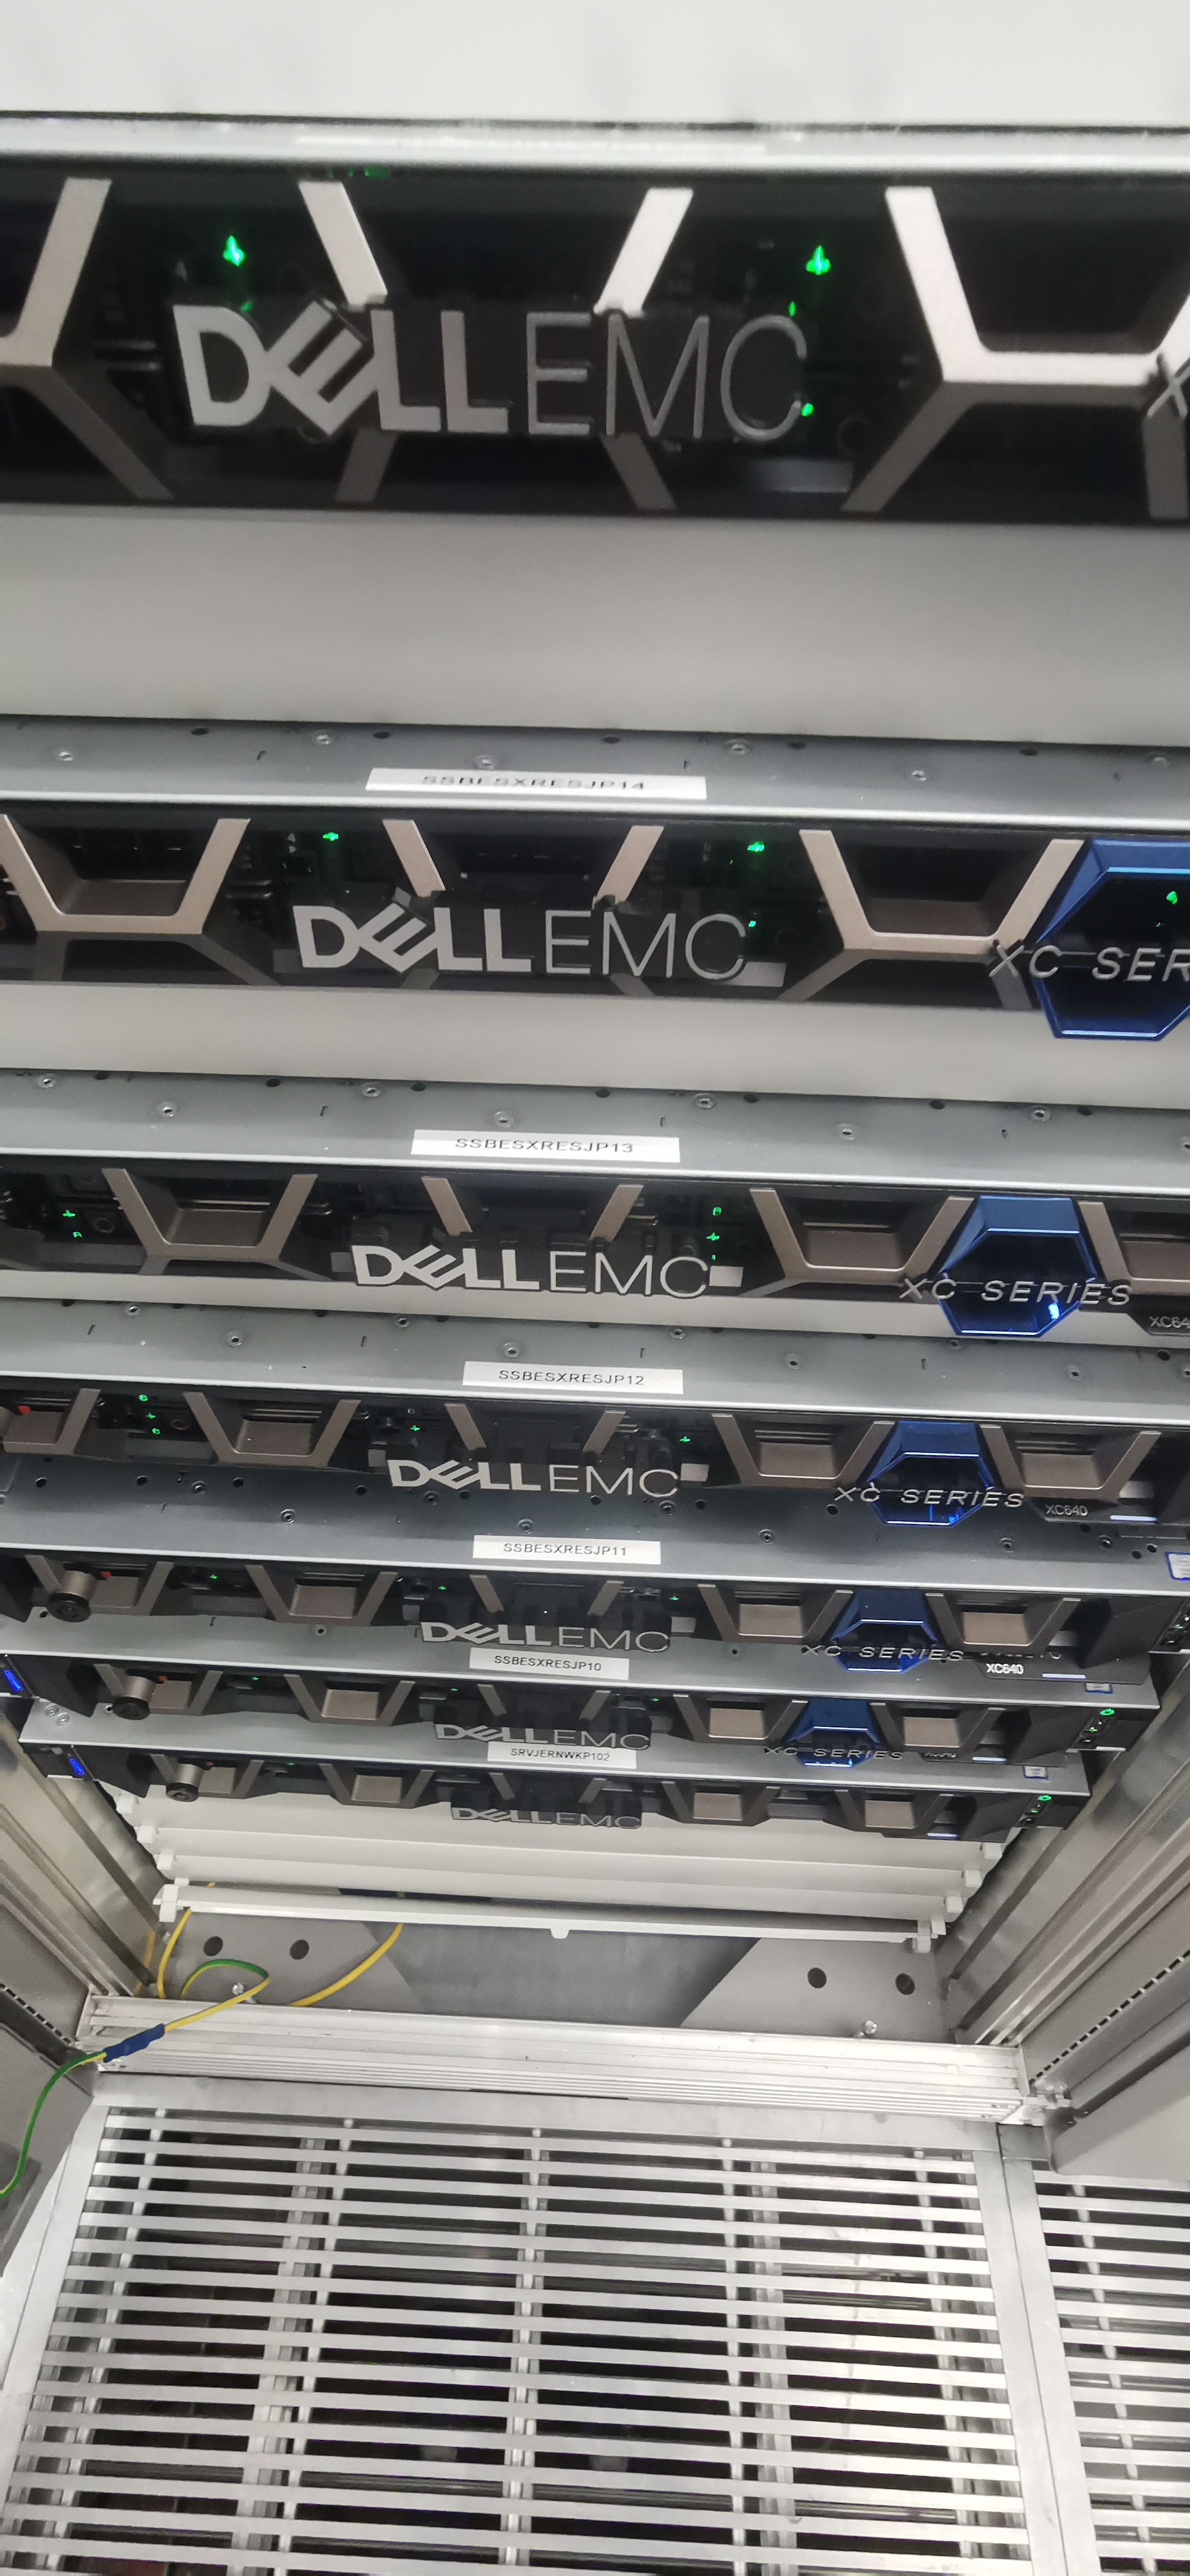 DELLEMC
SSBESXRESJP14
DELLEMC
XC SER
SSBESXRESJP13
DELLEMC
XC SERIES
XC64
SSBESXRESJP12
DELLEMC
XC SERIES
XC640
SSBESXRESJP11
DELLEMC
XC SERIES
XC640
SSBESXRESJP10
DELLEMC
XC SERIES
SRVJERNWKP102
DELLEMC